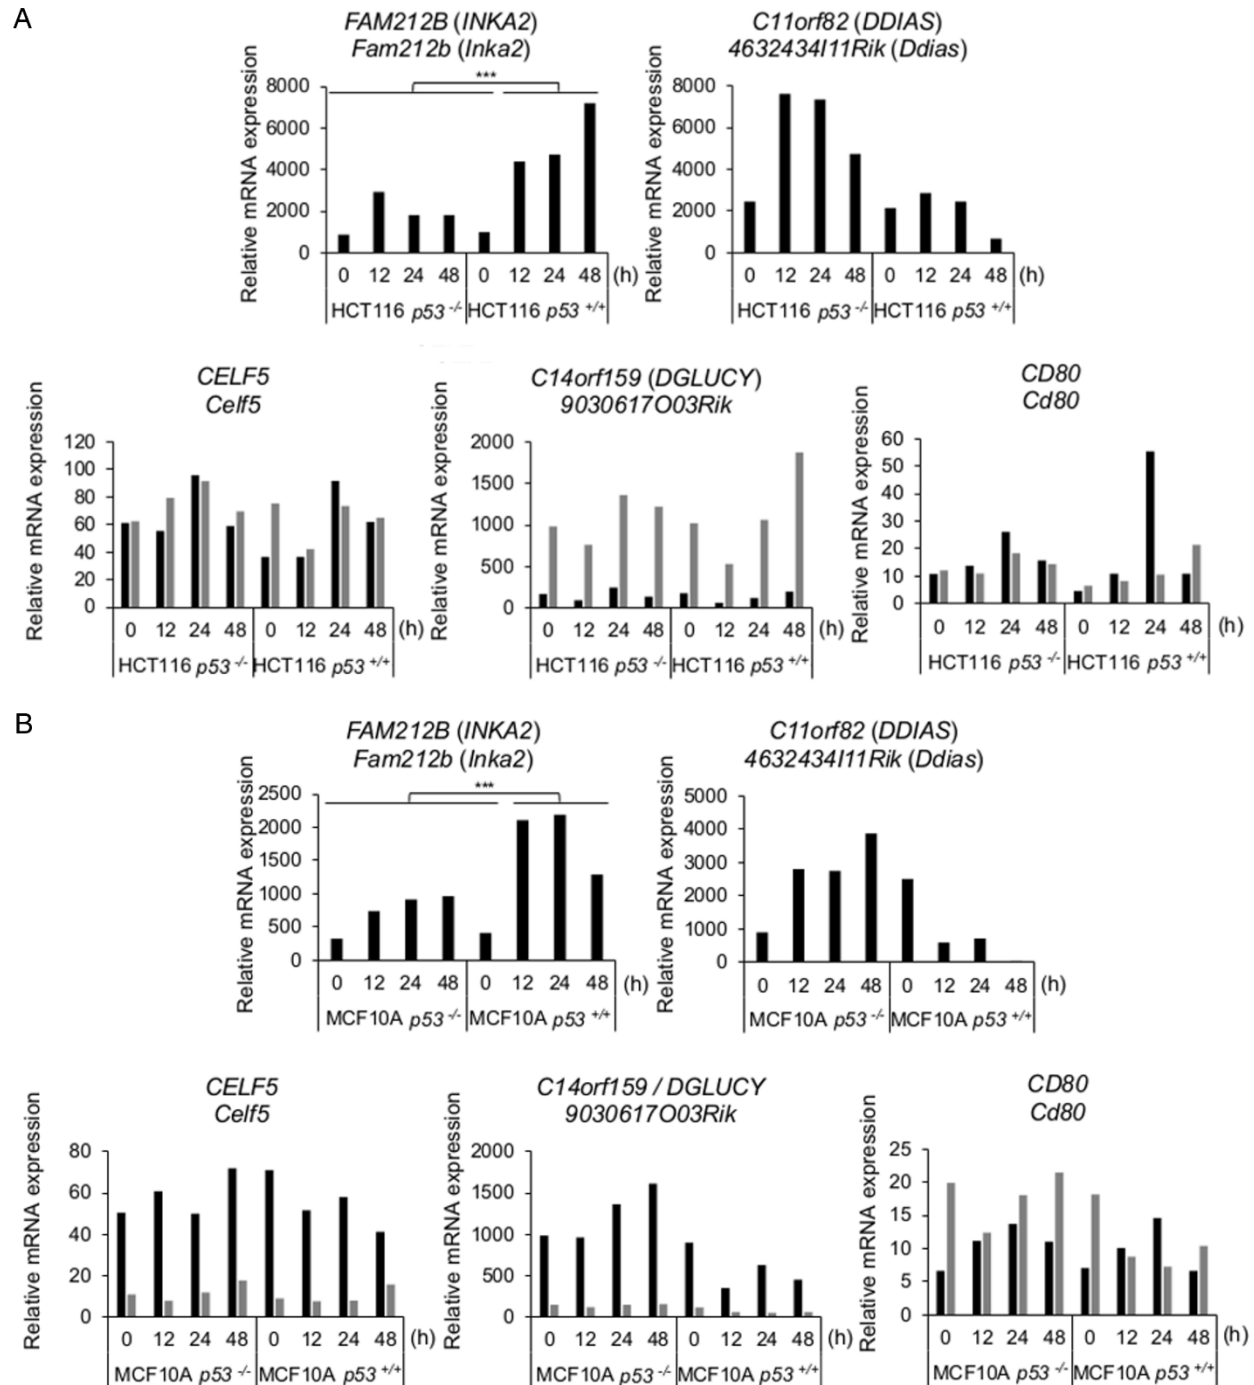 A
FAM212B (INKA2)
Fam212b (Inka2)
Relative mRNA expression
8000
6000
4000
2000
0
***
0 12 24 48 0 12 24 48 (h)
HCT116 p53 -/- HCT116 p53 +/+
C11orf82 (DDIAS)
4632434I11Rik (Ddias)
Relative mRNA expression
8000
6000
4000
2000
0
0 12 24 48 0 12 24 48 (h)
HCT116 p53 -/- HCT116 p53 +/+
CELF5
Celf5
Relative mRNA expression
120
100
80
60
40
20
0
0 12 24 48 0 12 24 48 (h)
HCT116 p53 -/- HCT116 p53 +/+
C14orf159 (DGLUCY)
9030617O03Rik
Relative mRNA expression
2000
1500
1000
500
0
0 12 24 48 0 12 24 48 (h)
HCT116 p53 -/- HCT116 p53 +/+
CD80
Cd80
Relative mRNA expression
60
50
40
30
20
10
0
0 12 24 48 0 12 24 48 (h)
HCT116 p53 -/- HCT116 p53 +/+
B
FAM212B (INKA2)
Fam212b (Inka2)
Relative mRNA expression
2500
2000
1500
1000
500
0
***
0 12 24 48 0 12 24 48 (h)
MCF10A p53 -/- MCF10A p53 +/+
C11orf82 (DDIAS)
4632434I11Rik (Ddias)
Relative mRNA expression
5000
4000
3000
2000
1000
0
0 12 24 48 0 12 24 48 (h)
MCF10A p53 -/- MCF10A p53 +/+
CELF5
Celf5
Relative mRNA expression
80
60
40
20
0
0 12 24 48 0 12 24 48 (h)
MCF10A p53 -/- MCF10A p53 +/+
C14orf159 / DGLUCY
9030617O03Rik
Relative mRNA expression
2000
1500
1000
500
0
0 12 24 48 0 12 24 48 (h)
MCF10A p53 -/- MCF10A p53 +/+
CD80
Cd80
Relative mRNA expression
25
20
15
10
5
0
0 12 24 48 0 12 24 48 (h)
MCF10A p53 -/- MCF10A p53 +/+